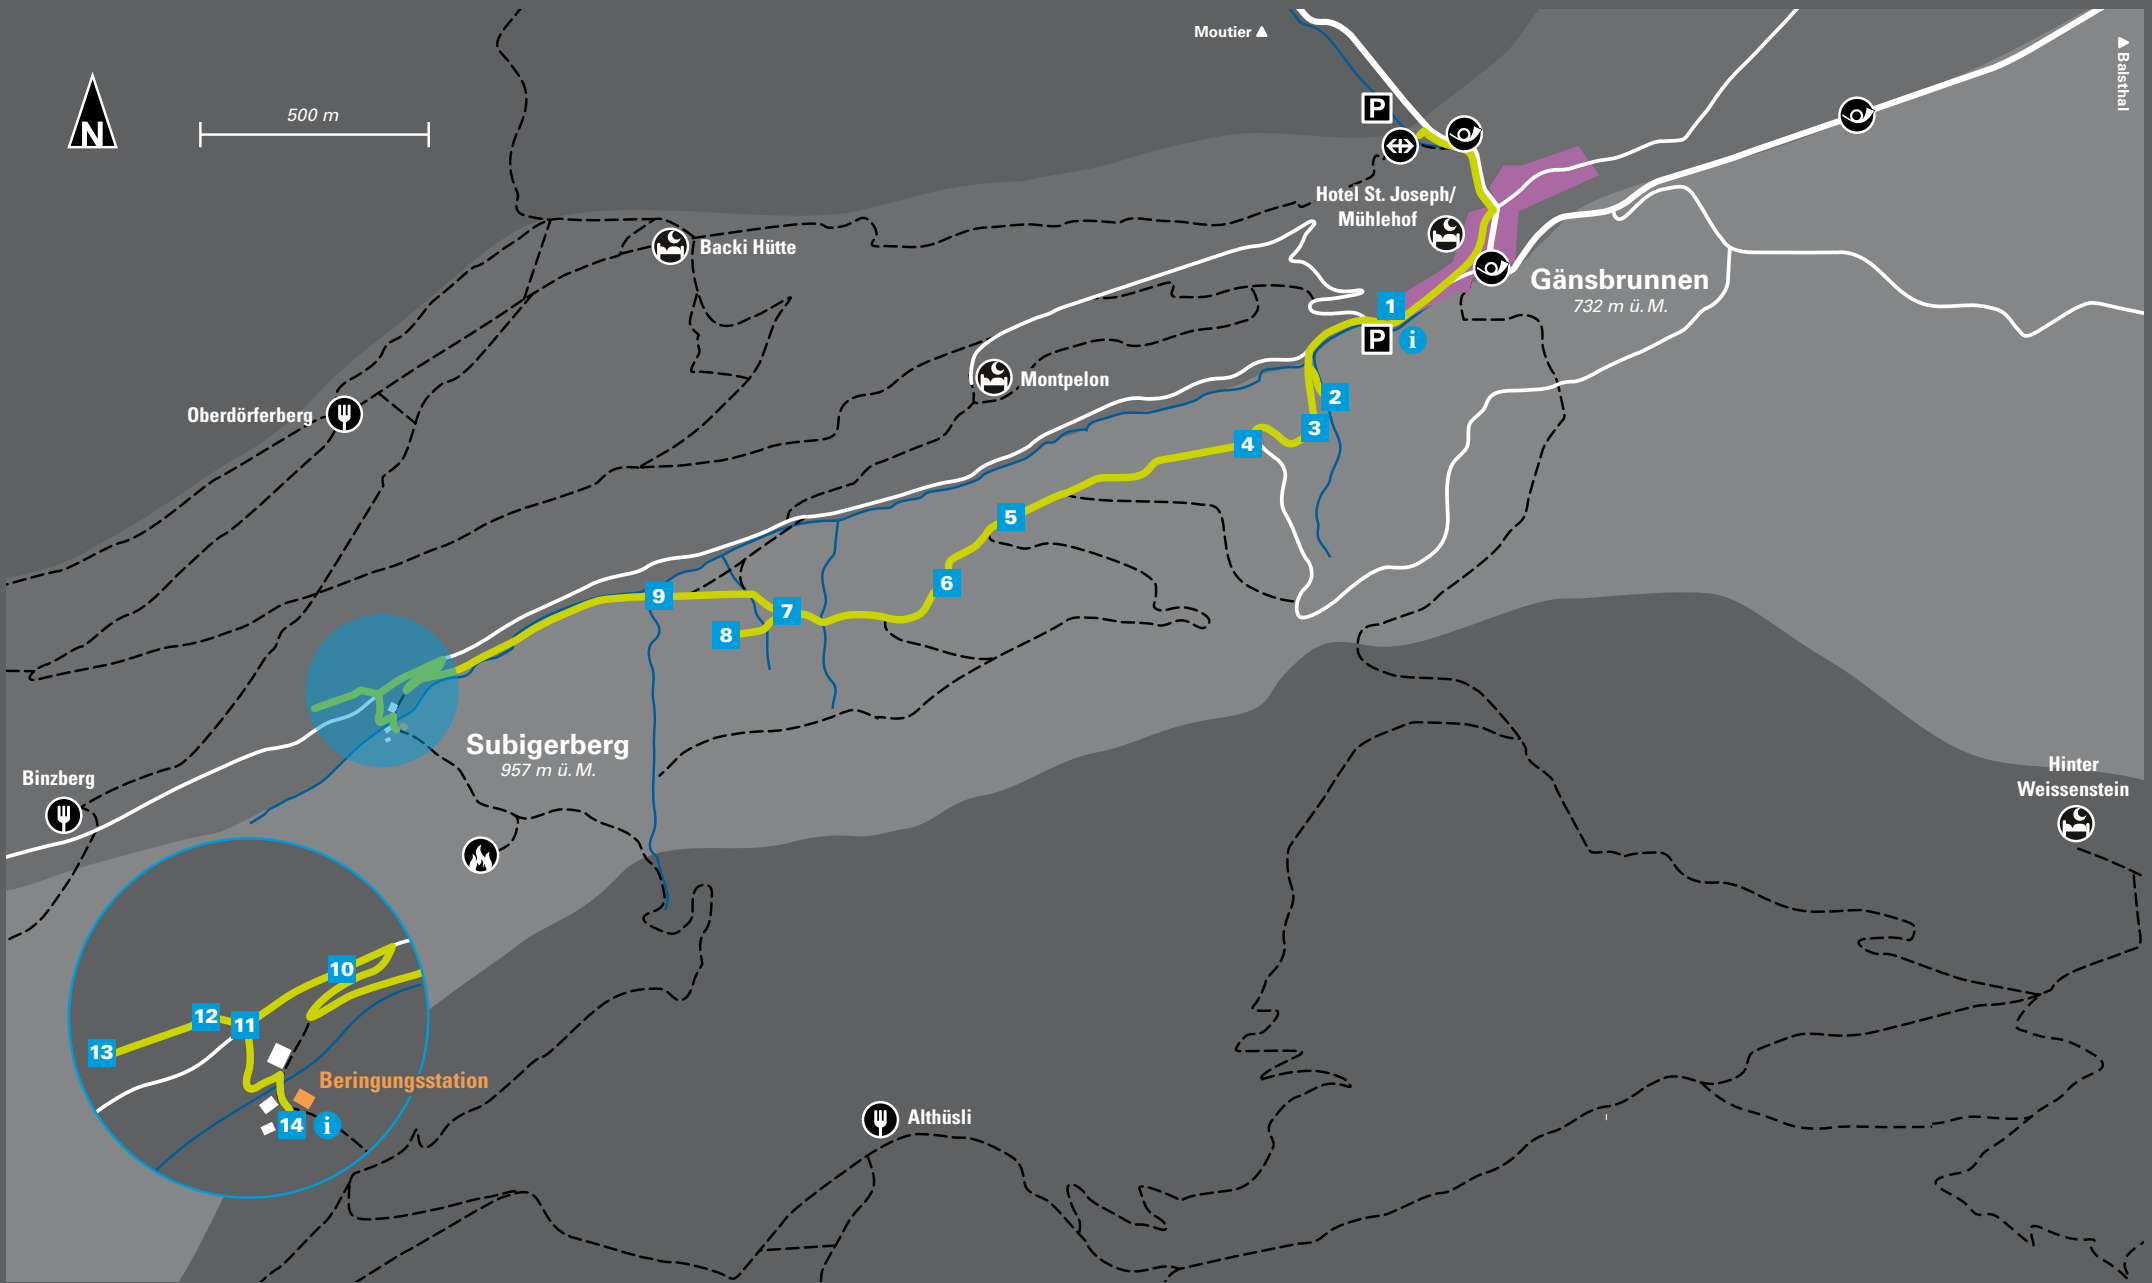 Moutier
Balsthal
N
500 m
P
Hotel St. Joseph/
Mühlehof
Backi Hütte
Gänsbrunnen
732 m ü. M.
1
P
i
Montpelon
2
Oberdörferberg
3
4
5
6
9
7
8
Subigerberg
957 m ü. M.
Binzberg
Hinter
Weissenstein
10
12
11
13
Beringungsstation
14
i
Althüsli